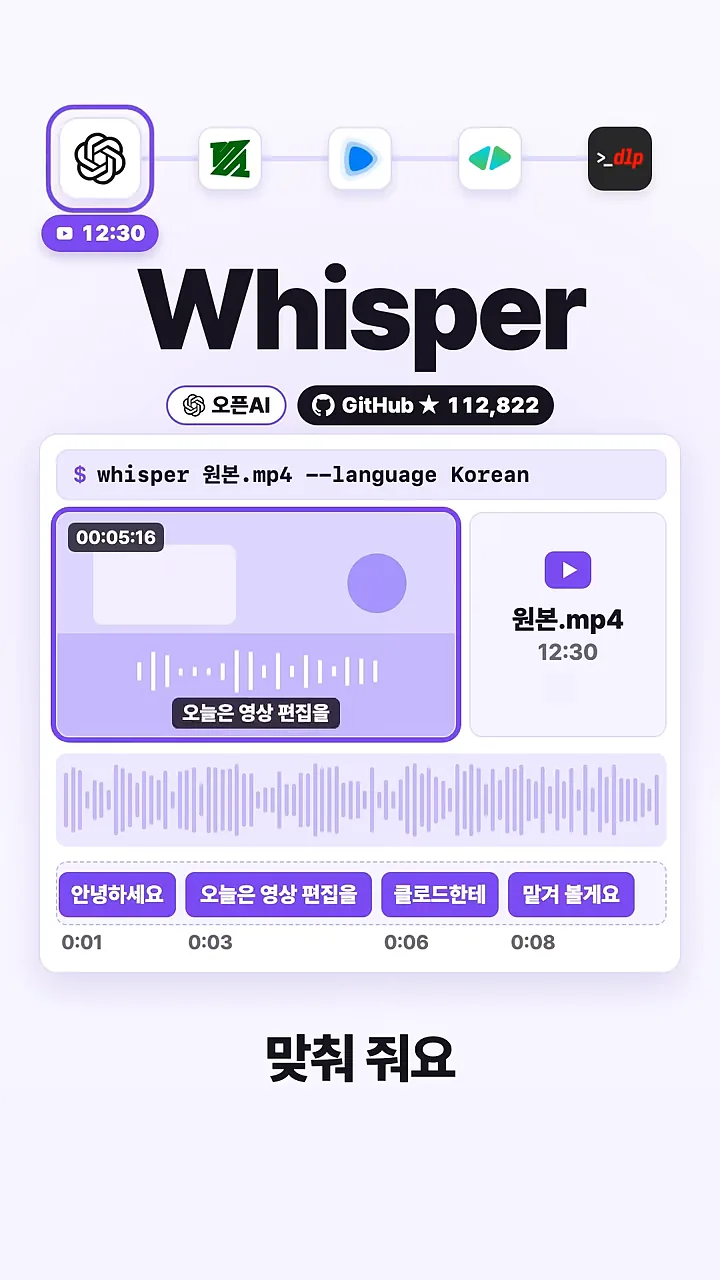 >_dlp
12:30
Whisper
오픈AI
GitHub ★ 112,822
$ whisper 원본.mp4 --language Korean
00:05:16
오늘은 영상 편집을
원본.mp4
12:30
안녕하세요 오늘은 영상 편집을 클로드한테 맡겨 볼게요
0:01 0:03 0:06 0:08
맞춰 줘요